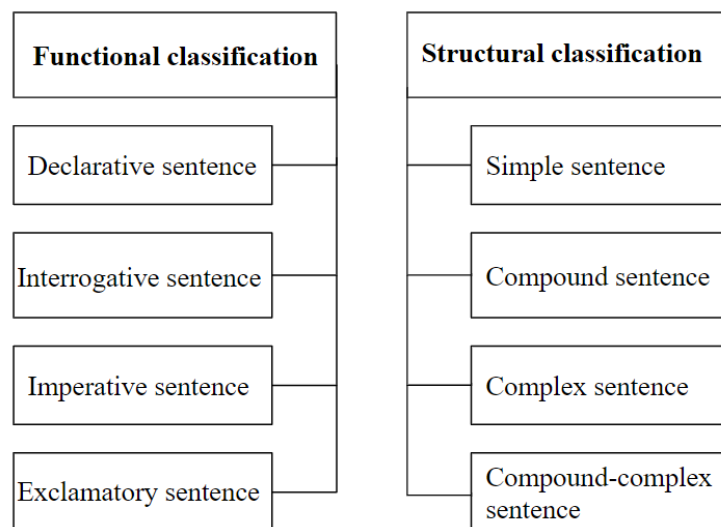 Functional classification
Declarative sentence
Interrogative sentence
Imperative sentence
Exclamatory sentence
Structural classification
Simple sentence
Compound sentence
Complex sentence
Compound-complex
sentence